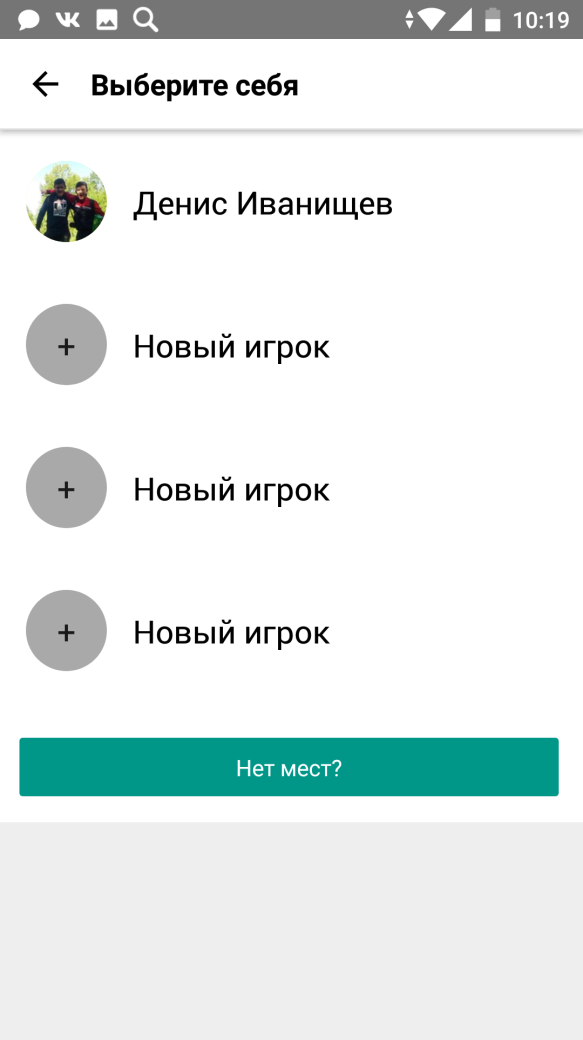 10:19
Выберите себя
Денис Иванищев
+ Новый игрок
+ Новый игрок
+ Новый игрок
Нет мест?